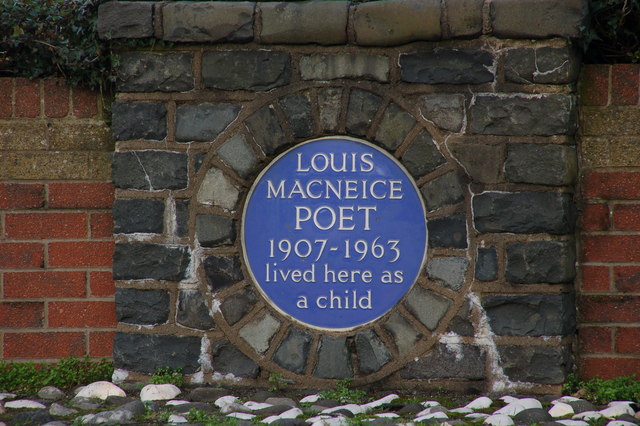 LOUIS
MACNEICE
POET
1907-1963
lived here as
a child